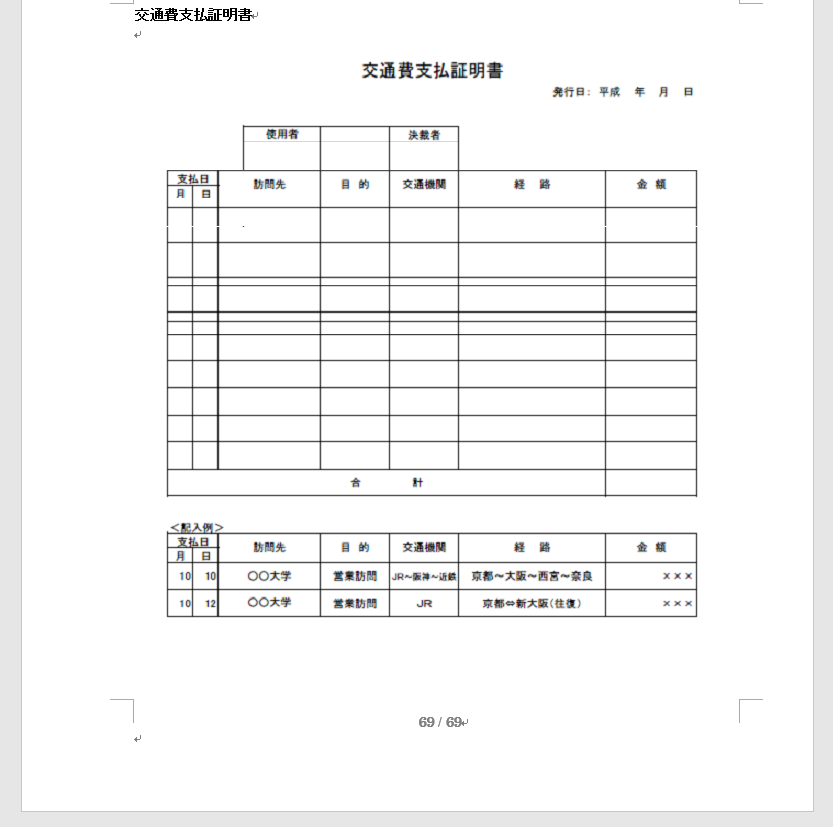 交通費支払証明書
交通費支払証明書
発行日：平成　年　月　日
使用者　決裁者
支払日　訪問先　目 的　交通機関　経　路　金 額
月　日
合　計
＜記入例＞
支払日　訪問先　目 的　交通機関　経　路　金 額
月　日
10　10　〇〇大学　営業訪問　JR～阪神～近鉄　京都～大阪～西宮～奈良　×××
10　12　〇〇大学　営業訪問　JR　京都⇔新大阪（往復）　×××
69 / 69